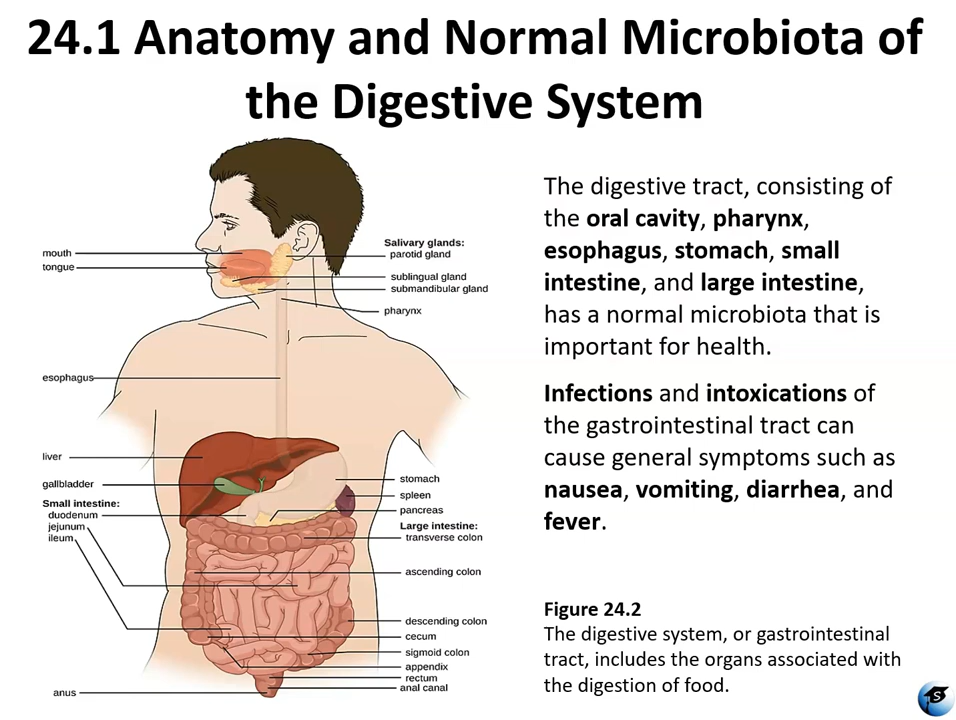 24.1 Anatomy and Normal Microbiota of
the Digestive System
mouth
tongue
esophagus
liver
gallbladder
Small intestine:
duodenum
jejunum
ileum
anus
Salivary glands:
parotid gland
sublingual gland
submandibular gland
pharynx
stomach
spleen
pancreas
Large intestine:
transverse colon
ascending colon
descending colon
cecum
sigmoid colon
appendix
rectum
anal canal
The digestive tract, consisting of
the oral cavity, pharynx,
esophagus, stomach, small
intestine, and large intestine,
has a normal microbiota that is
important for health.
Infections and intoxications of
the gastrointestinal tract can
cause general symptoms such as
nausea, vomiting, diarrhea, and
fever.
Figure 24.2
The digestive system, or gastrointestinal
tract, includes the organs associated with
the digestion of food.
S